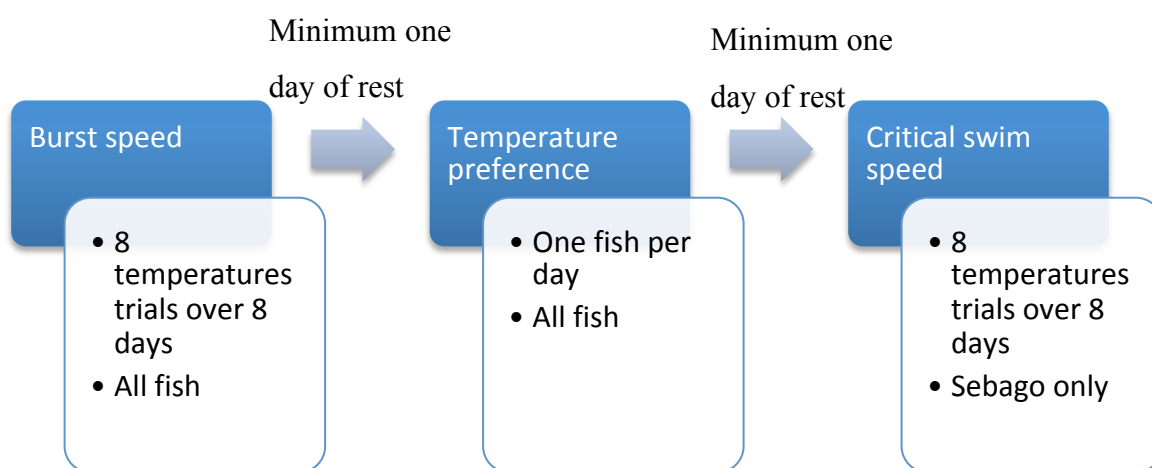 Minimum one
day of rest
Minimum one
day of rest
Burst speed
• 8
temperatures
trials over 8
days
• All fish
Temperature
preference
• One fish per
day
• All fish
Critical swim
speed
• 8
temperatures
trials over 8
days
• Sebago only